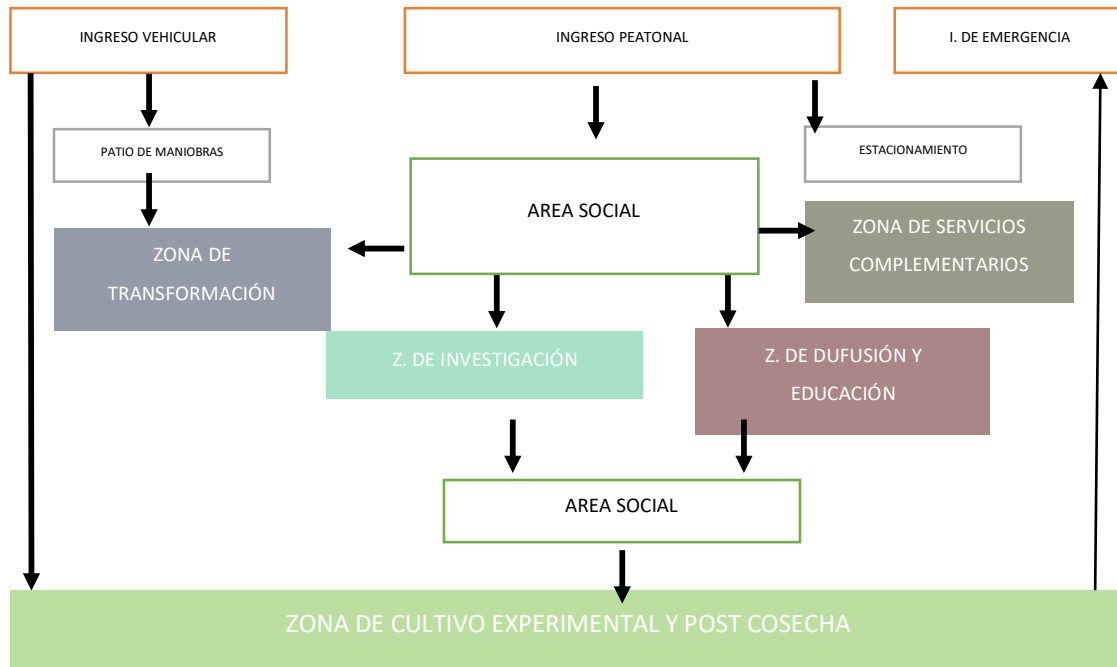 INGRESO VEHICULAR
INGRESO PEATONAL
I. DE EMERGENCIA
PATIO DE MANIOBRAS
ESTACIONAMIENTO
AREA SOCIAL
ZONA DE SERVICIOS
COMPLEMENTARIOS
ZONA DE
TRANSFORMACIÓN
Z. DE INVESTIGACIÓN
Z. DE DUFUSIÓN Y
EDUCACIÓN
AREA SOCIAL
ZONA DE CULTIVO EXPERIMENTAL Y POST COSECHA